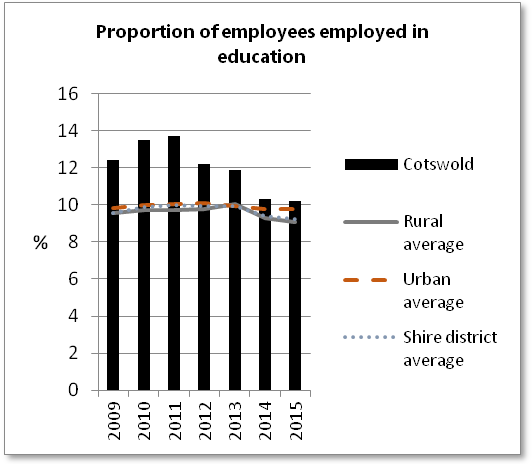 Proportion of employees employed in
education
16
14
12
10
8
6
4
2
0
%
2009
2010
2011
2012
2013
2014
2015
Cotswold
Rural
average
Urban
average
Shire district
average